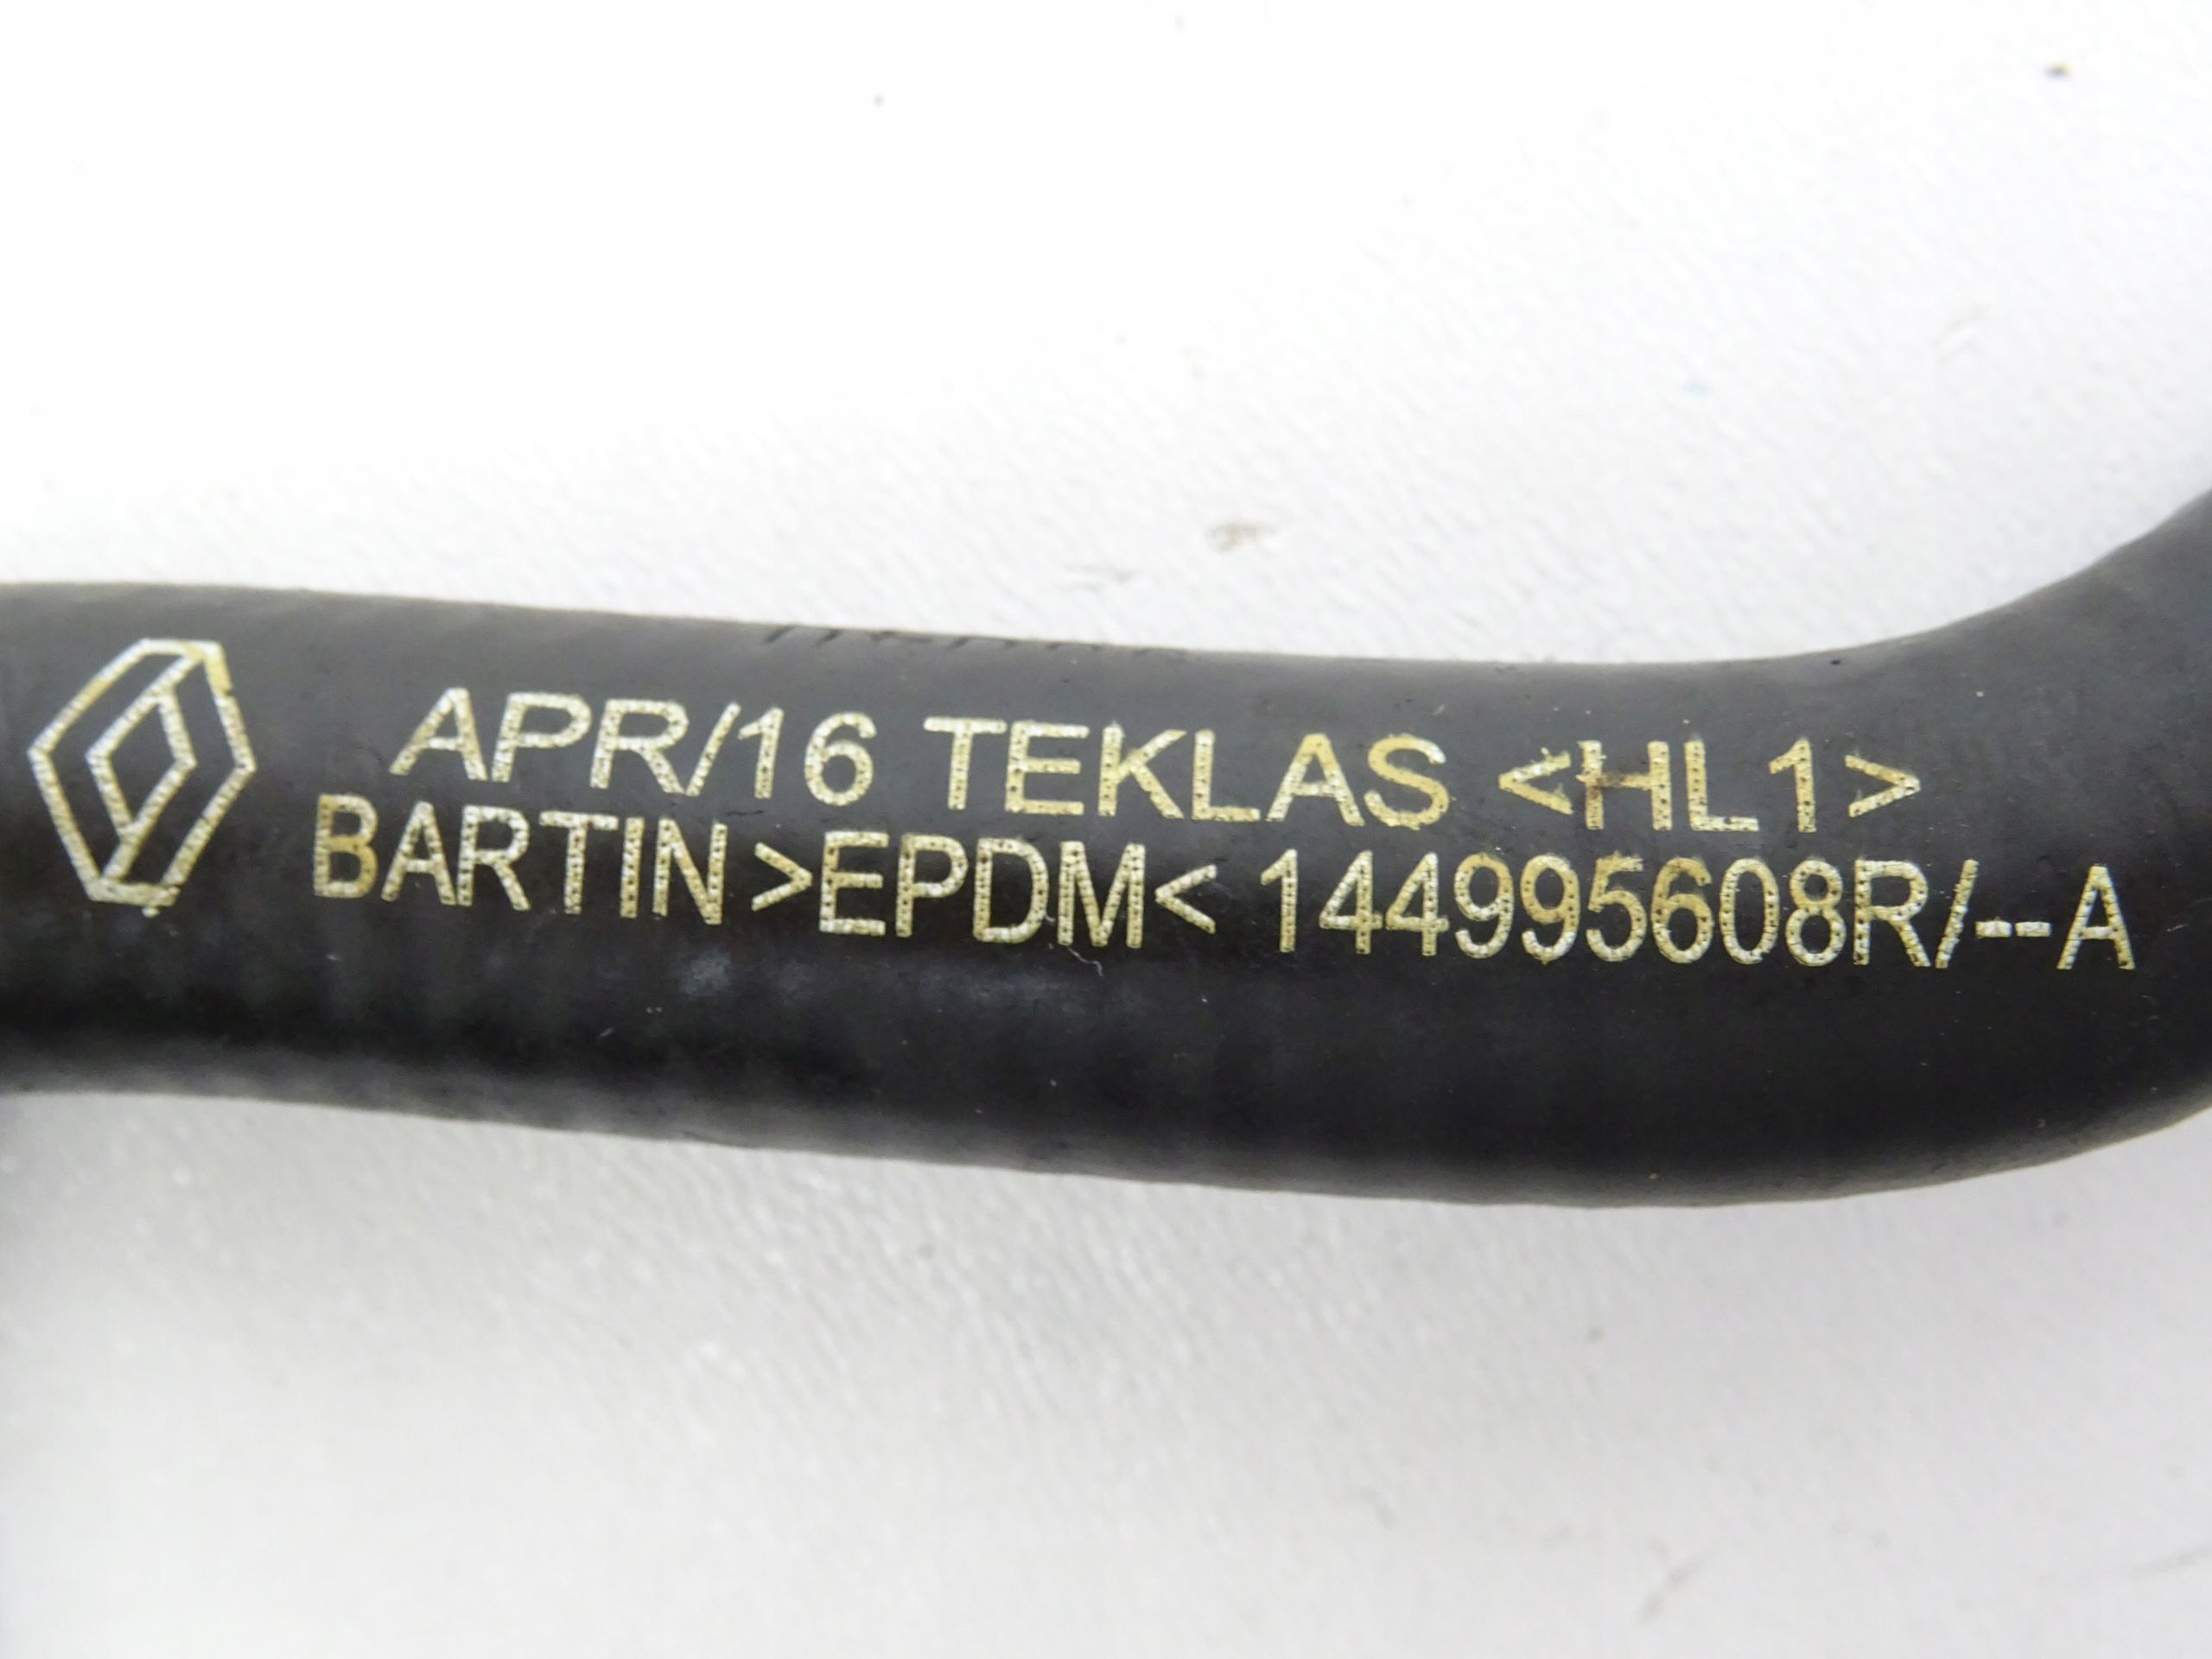 APR/16 TEKLAS <HL1>
BARTIN >EPDM< 144995608R/--A